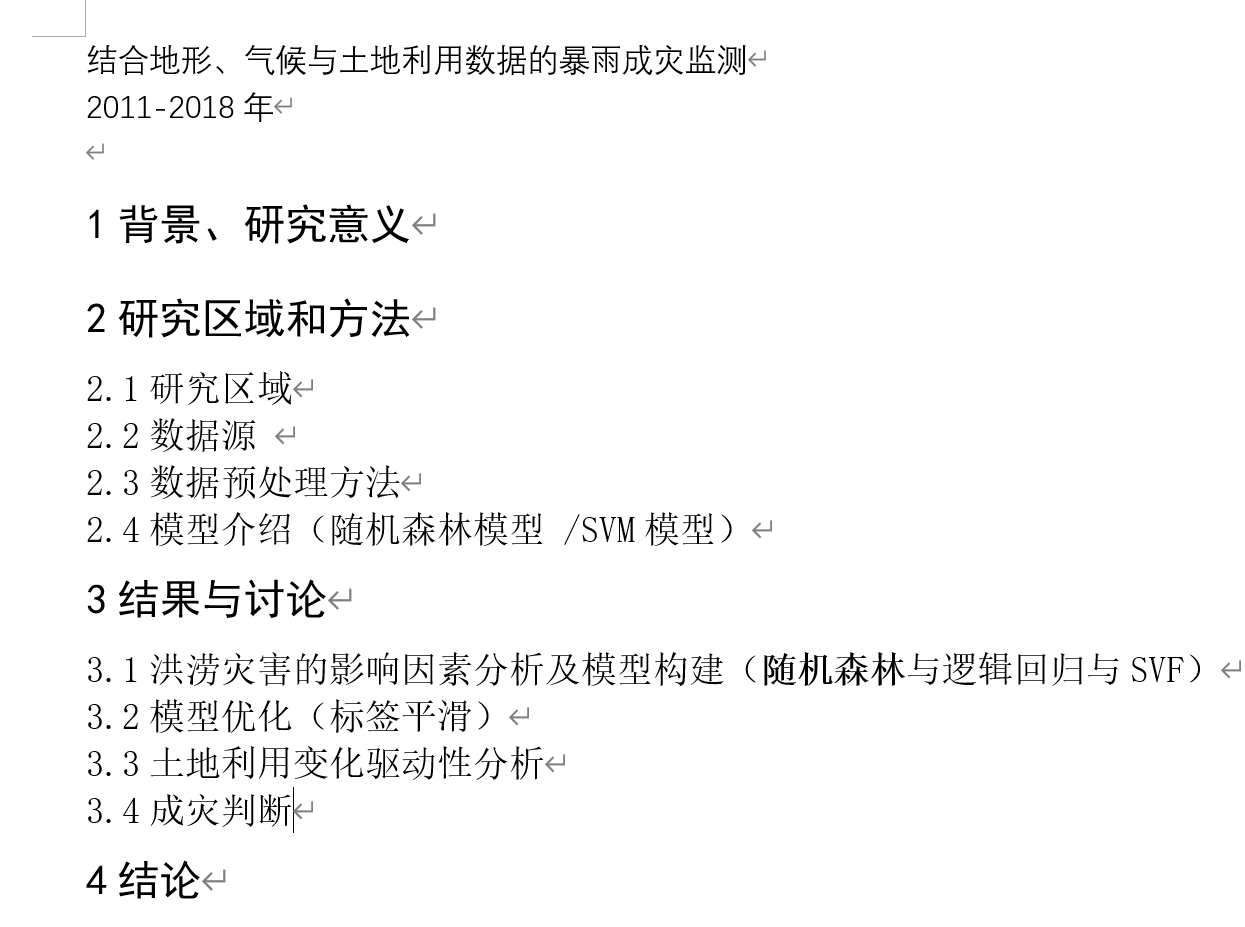 结合地形、气候与土地利用数据的暴雨成灾监测
2011-2018 年
1 背景、研究意义
2 研究区域和方法
2.1 研究区域
2.2 数据源
2.3 数据预处理方法
2.4 模型介绍（随机森林模型 /SVM 模型）
3 结果与讨论
3.1 洪涝灾害的影响因素分析及模型构建（随机森林与逻辑回归与 SVF）
3.2 模型优化（标签平滑）
3.3 土地利用变化驱动性分析
3.4 成灾判断
4 结论